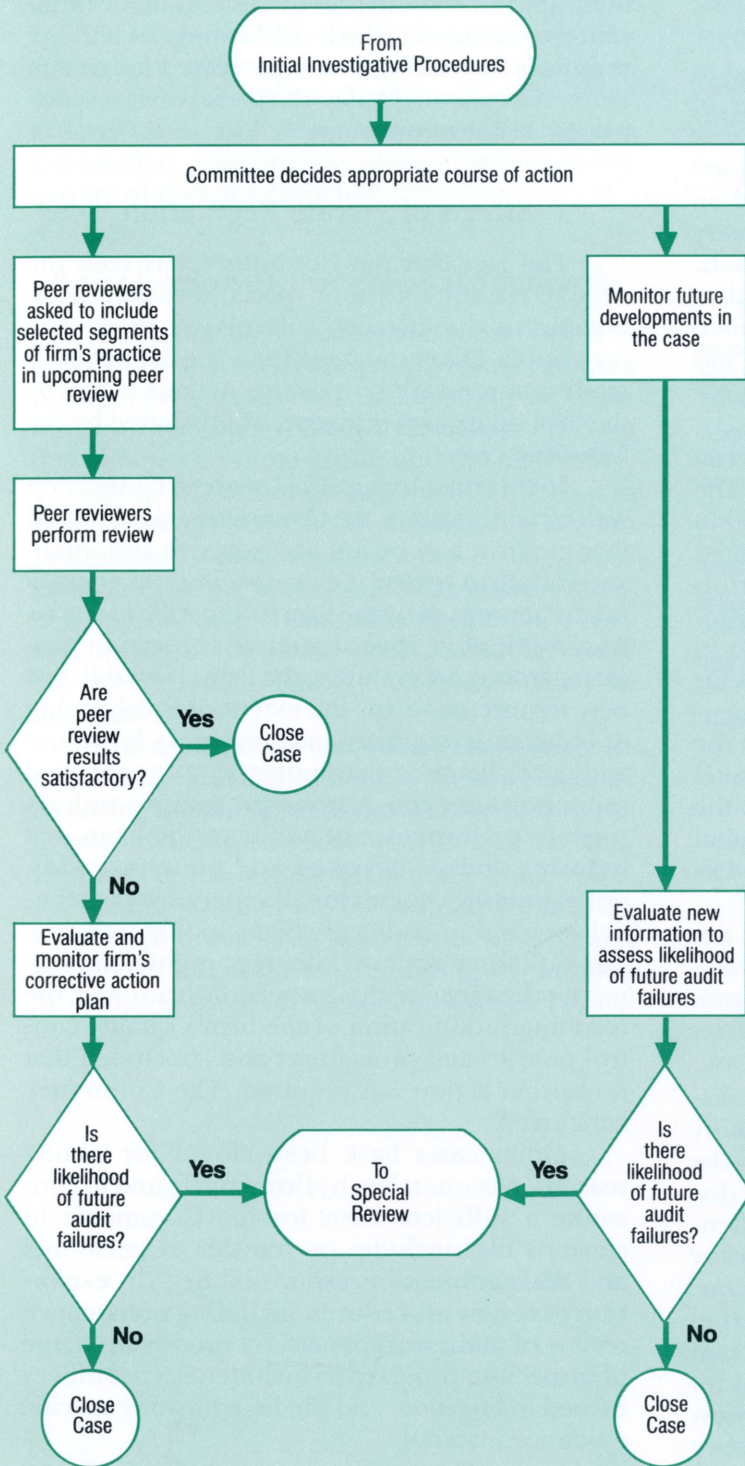 From
Initial Investigative Procedures
Committee decides appropriate course of action
Peer reviewers
asked to include
selected segments
of firm's practice
in upcoming peer
review
Monitor future
developments in
the case
Peer reviewers
perform review
Are
peer
review
results
satisfactory?
Yes
Close
Case
No
Evaluate and
monitor firm's
corrective action
plan
Evaluate new
information to
assess likelihood
of future audit
failures
Is
there
likelihood
of future
audit
failures?
Yes
To
Special
Review
Yes
Is
there
likelihood
of future
audit
failures?
No
No
Close
Case
Close
Case